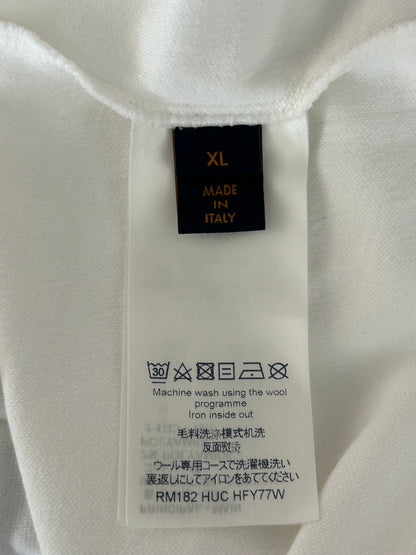 XL
MADE
IN
ITALY
30
Machine wash using the wool
programme
Iron inside out
毛料洗涤模式机洗
反面熨烫
ウール専用コースで洗濯機洗い
裏返しにしてアイロンをあててください
RM182 HUC HFY77W
PRINCIPAL - MAIN